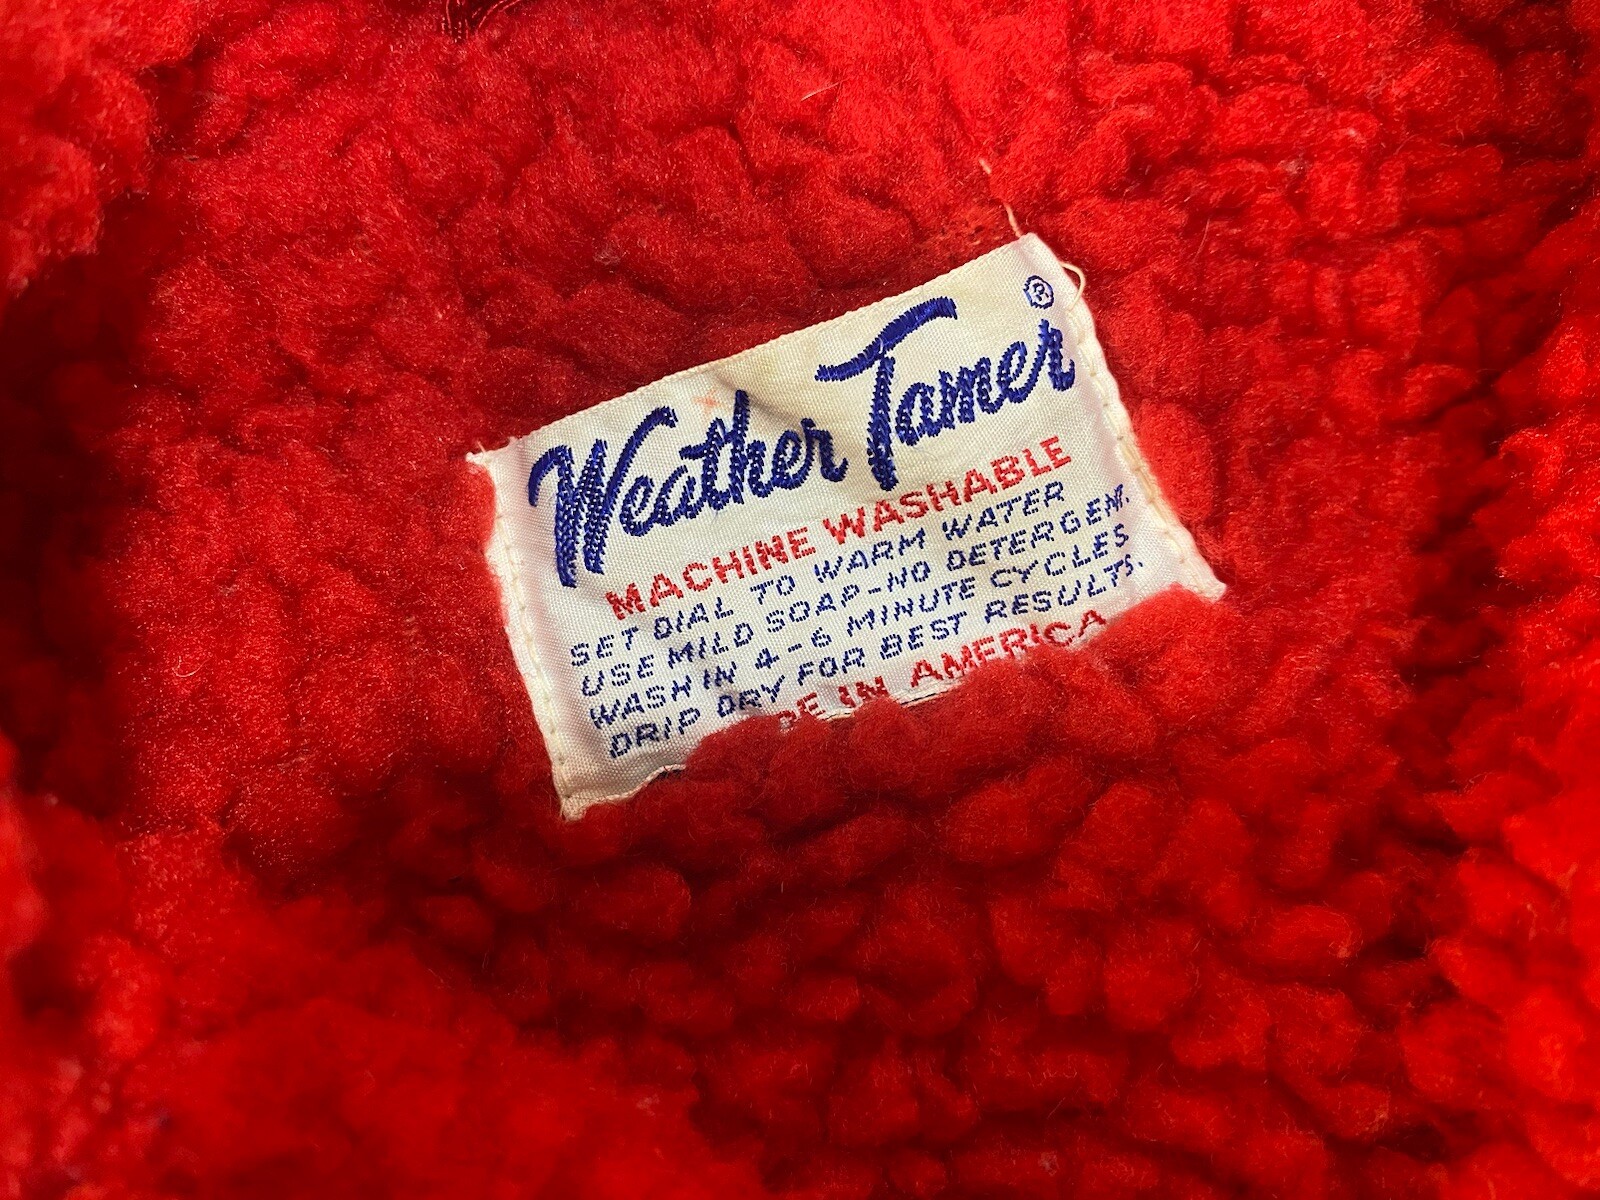 Weather Tamer ®
MACHINE WASHABLE
SET DIAL TO WARM WATER
USE MILD SOAP-NO DETERGENT.
WASH IN 4-6 MINUTE CYCLES
DRIP DRY FOR BEST RESULTS.
DE IN AMERICA